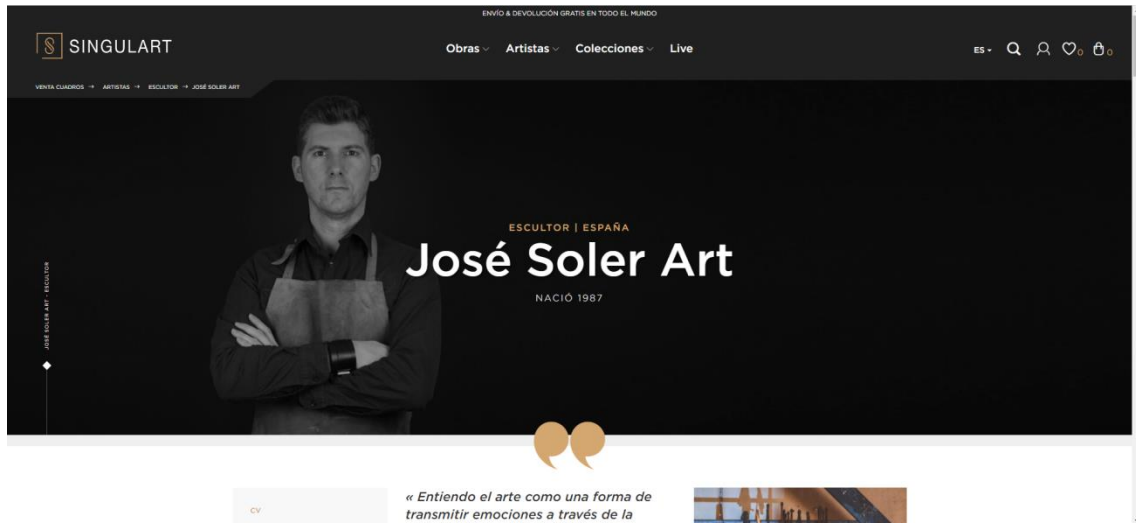 ENVÍO & DEVOLUCIÓN GRATIS EN TODO EL MUNDO
SINGULART
Obras Artistas Colecciones Live
ES 0 0
VENTA CUADROS → ARTISTAS → ESCULTOR → JOSÉ SOLER ART
ESCULTOR | ESPAÑA
José Soler Art
NACIÓ 1987
JOSÉ SOLER ART - ESCULTOR
CV
« Entiendo el arte como una forma de
transmitir emociones a través de la